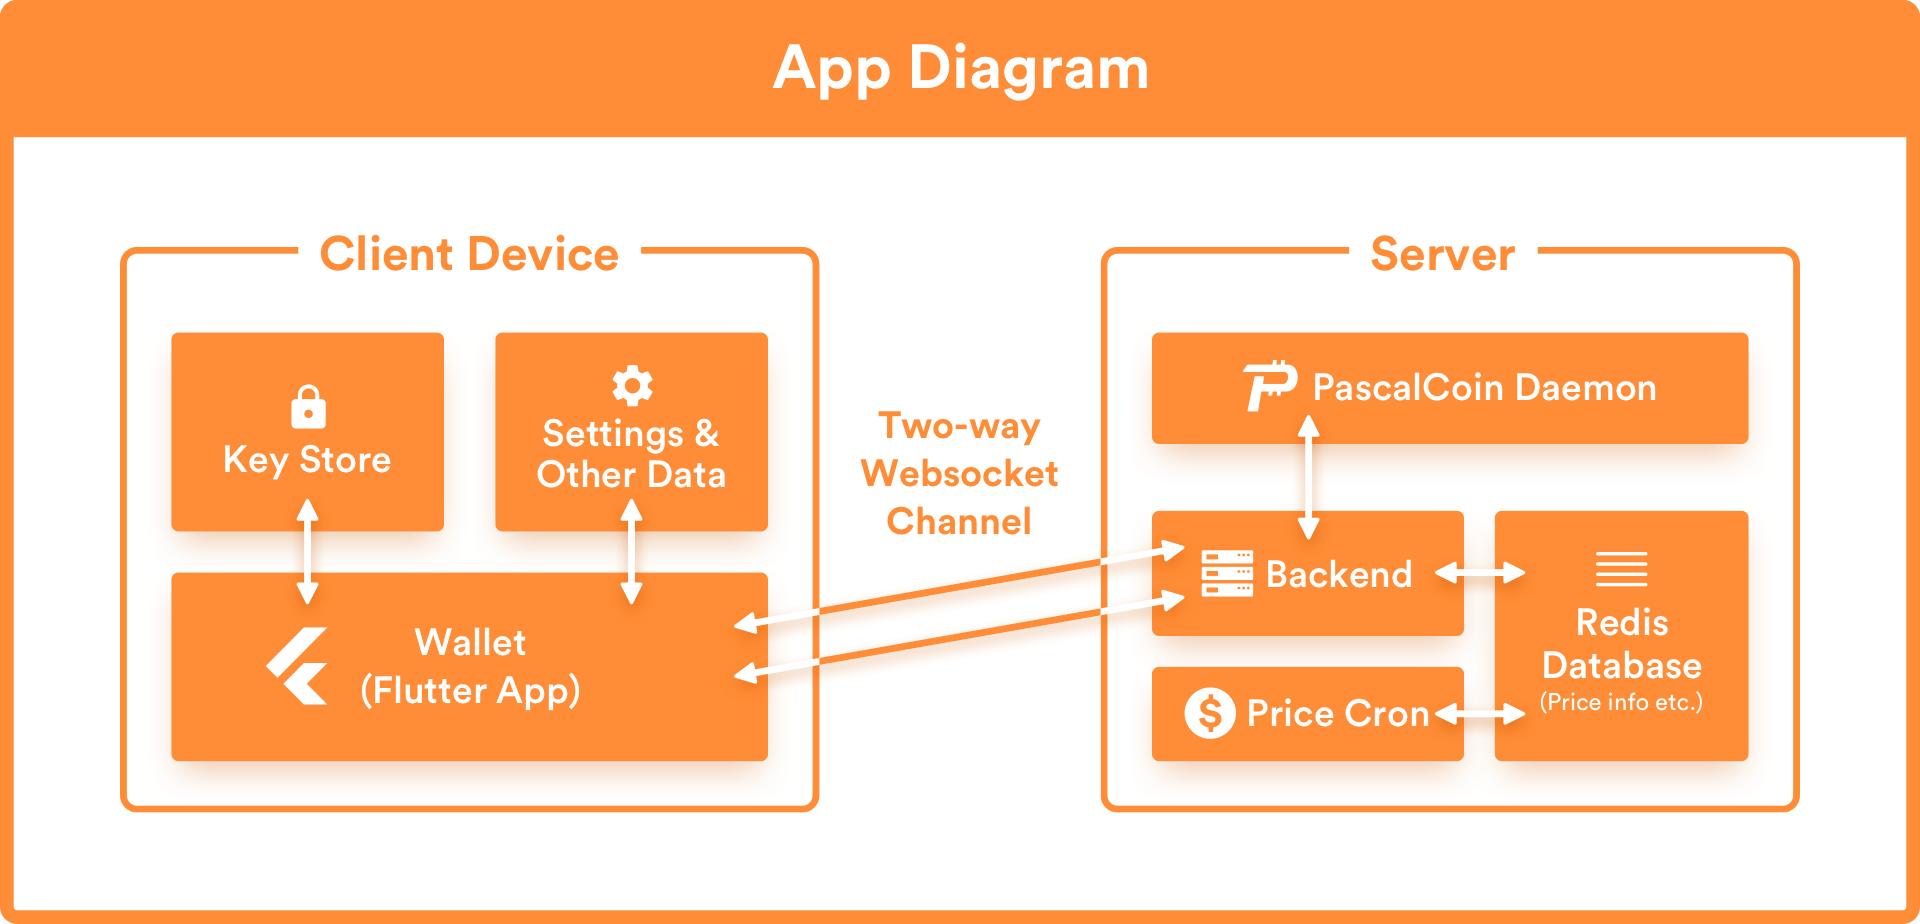 App Diagram
Client Device
Key Store
Settings &
Other Data
Wallet
(Flutter App)
Two-way
Websocket
Channel
Server
PascalCoin Daemon
Backend
Price Cron
Redis
Database
(Price info etc.)